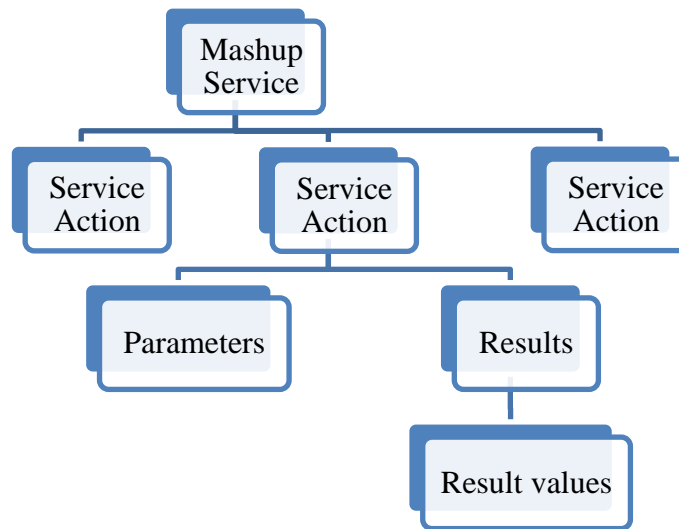 Mashup
Service
Service
Action
Service
Action
Service
Action
Parameters
Results
Result values